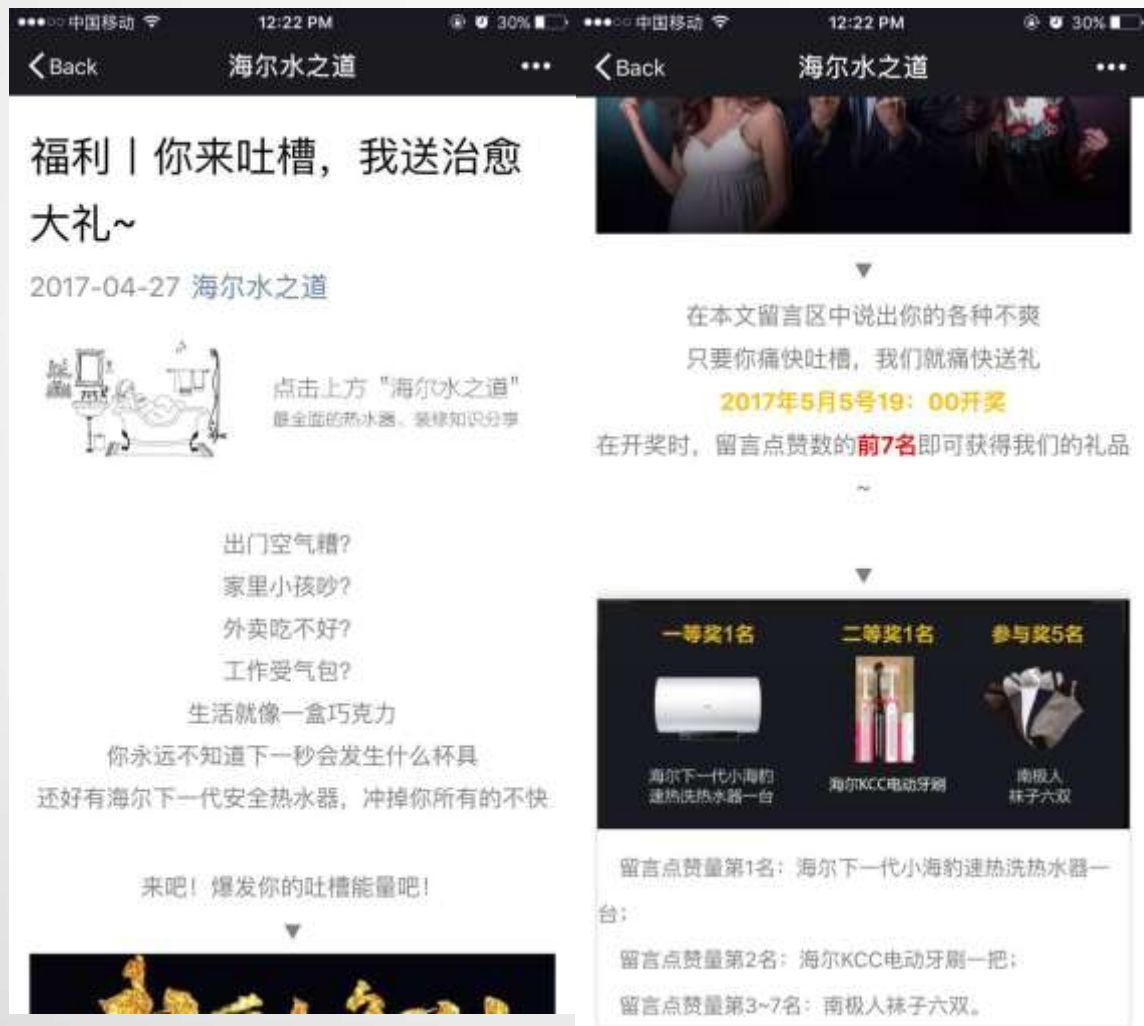 中国移动 12:22 PM 30%
Back 海尔水之道
福利丨你来吐槽，我送治愈
大礼~
2017-04-27 海尔水之道
点击上方“海尔水之道”
最全面的热水器、装修知识分享
出门空气糟?
家里小孩吵?
外卖吃不好?
工作受气包?
生活就像一盒巧克力
你永远不知道下一秒会发生什么杯具
还好有海尔下一代安全热水器，冲掉你所有的不快
来吧！爆发你的吐槽能量吧！
中国移动 12:22 PM 30%
Back 海尔水之道
在本文留言区中说出你的各种不爽
只要你痛快吐槽，我们就痛快送礼
2017年5月5号19：00开奖
在开奖时，留言点赞数的前7名即可获得我们的礼品
~
一等奖1名 二等奖1名 参与奖5名
海尔下一代小海豹
速热洗热水器一台
海尔KCC电动牙刷
南极人
袜子六双
留言点赞量第1名：海尔下一代小海豹速热洗热水器一
台；
留言点赞量第2名：海尔KCC电动牙刷一把；
留言点赞量第3~7名：南极人袜子六双。